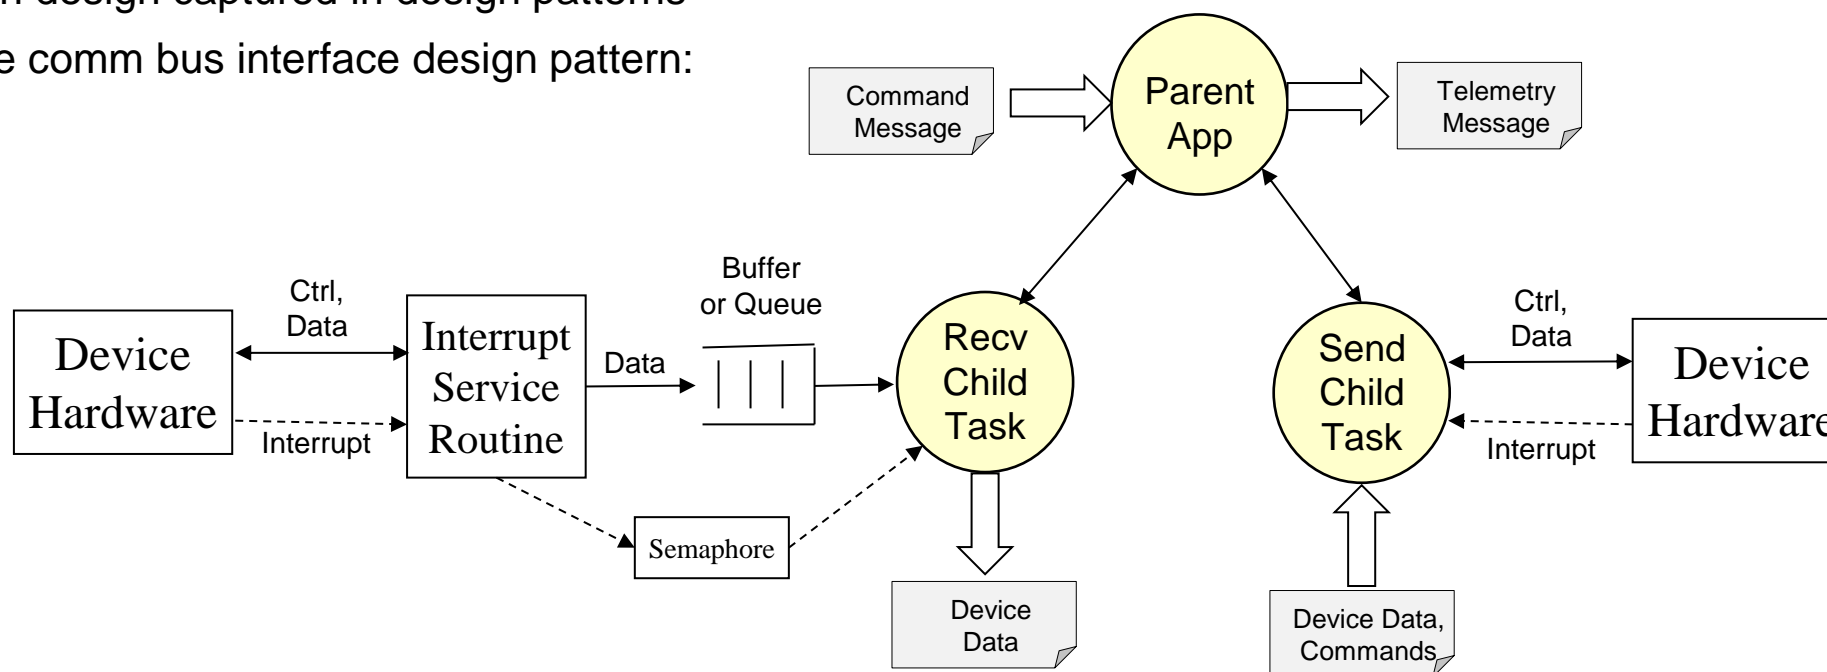 design captured in design patterns
comm bus interface design pattern:
Command
Message
Parent
App
Telemetry
Message
Buffer
or Queue
Ctrl,
Data
Device
Hardware
Interrupt
Interrupt
Service
Routine
Data
Recv
Child
Task
Semaphore
Device
Data
Send
Child
Task
Ctrl,
Data
Interrupt
Device
Hardware
Device Data,
Commands